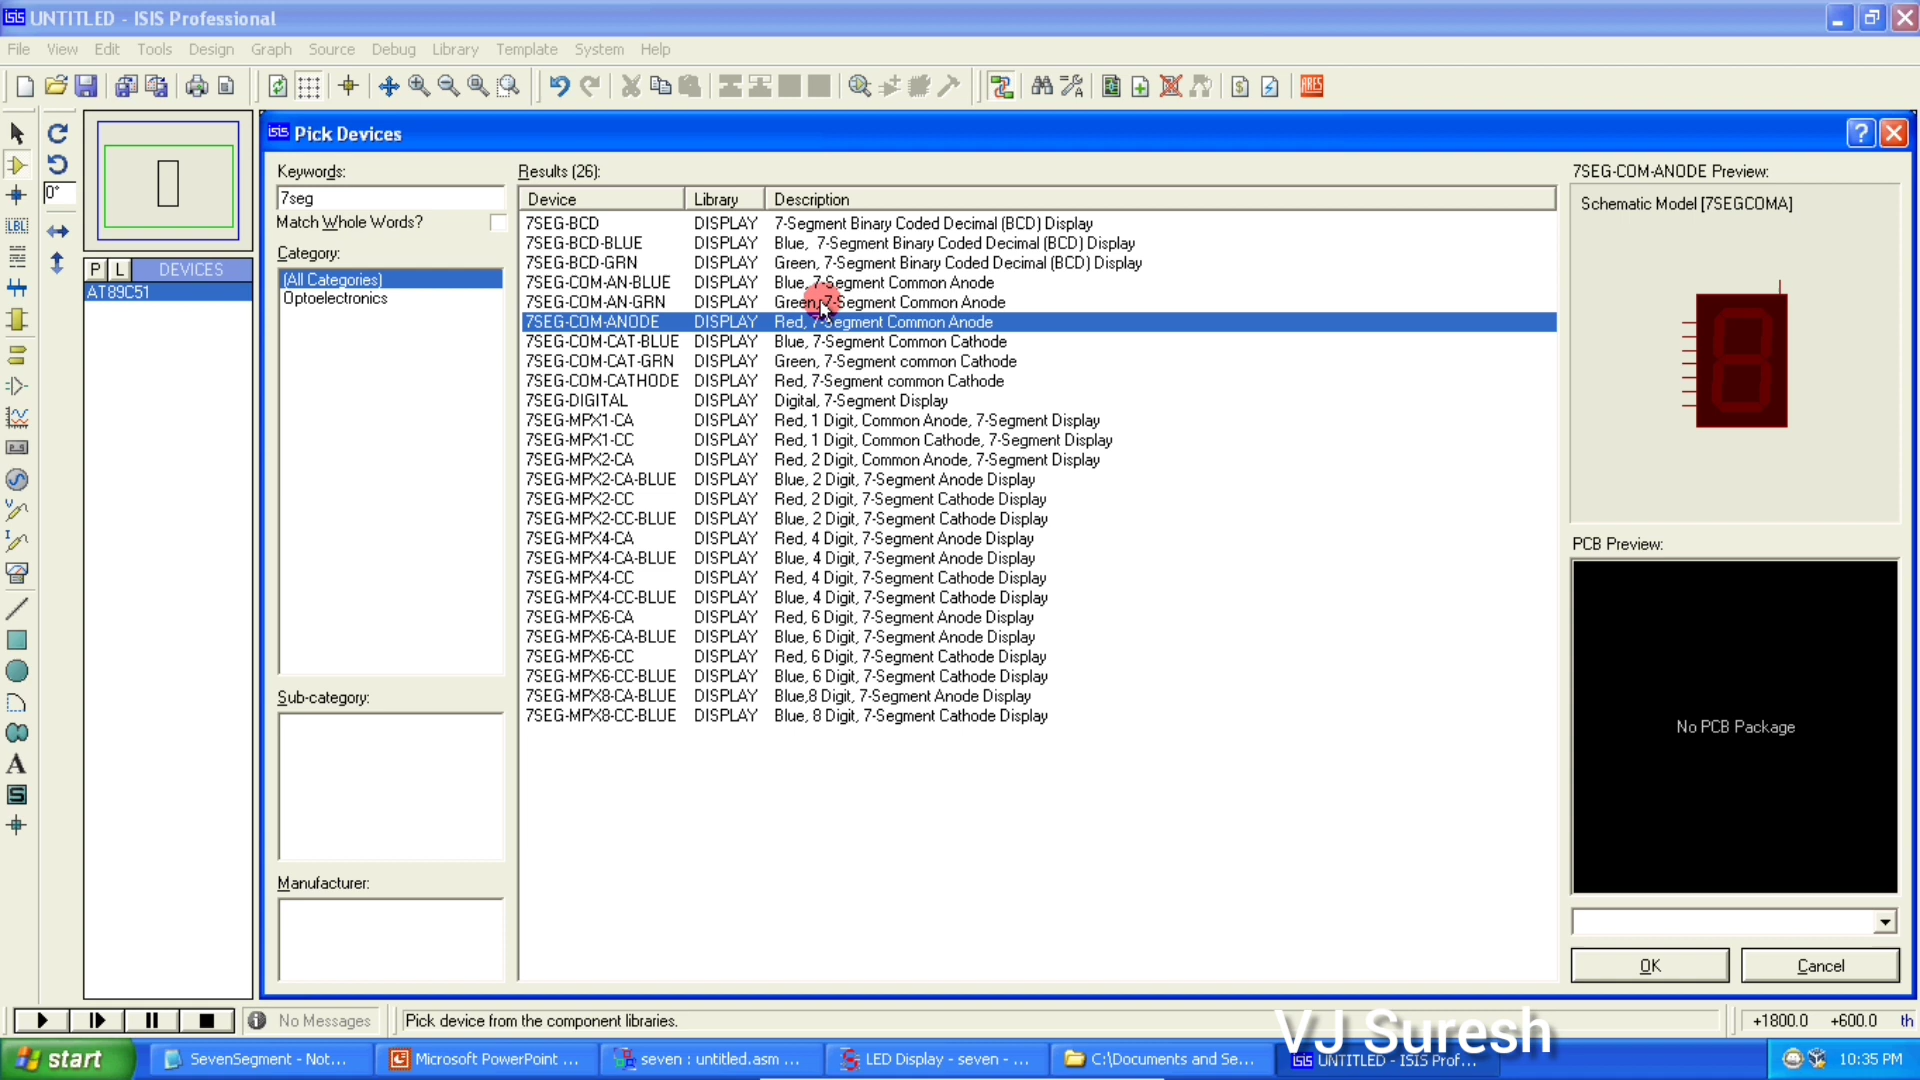 UNTITLED - ISIS Professional
File View Edit Tools Design Graph Source Debug Library Template System Help
ARES
Pick Devices
LBL
0°
P L DEVICES
AT89C51
Keywords:
7seg
Match Whole Words?
Category:
(All Categories)
Optoelectronics
Sub-category:
Manufacturer:
Results (26):
Device Library Description
7SEG-BCD DISPLAY 7-Segment Binary Coded Decimal (BCD) Display
7SEG-BCD-BLUE DISPLAY Blue, 7-Segment Binary Coded Decimal (BCD) Display
7SEG-BCD-GRN DISPLAY Green, 7-Segment Binary Coded Decimal (BCD) Display
7SEG-COM-AN-BLUE DISPLAY Blue, 7-Segment Common Anode
7SEG-COM-AN-GRN DISPLAY Green, 7-Segment Common Anode
7SEG-COM-ANODE DISPLAY Red, 7-Segment Common Anode
7SEG-COM-CAT-BLUE DISPLAY Blue, 7-Segment Common Cathode
7SEG-COM-CAT-GRN DISPLAY Green, 7-Segment common Cathode
7SEG-COM-CATHODE DISPLAY Red, 7-Segment common Cathode
7SEG-DIGITAL DISPLAY Digital, 7-Segment Display
7SEG-MPX1-CA DISPLAY Red, 1 Digit, Common Anode, 7-Segment Display
7SEG-MPX1-CC DISPLAY Red, 1 Digit, Common Cathode, 7-Segment Display
7SEG-MPX2-CA DISPLAY Red, 2 Digit, Common Anode, 7-Segment Display
7SEG-MPX2-CA-BLUE DISPLAY Blue, 2 Digit, 7-Segment Anode Display
7SEG-MPX2-CC DISPLAY Red, 2 Digit, 7-Segment Cathode Display
7SEG-MPX2-CC-BLUE DISPLAY Blue, 2 Digit, 7-Segment Cathode Display
7SEG-MPX4-CA DISPLAY Red, 4 Digit, 7-Segment Anode Display
7SEG-MPX4-CA-BLUE DISPLAY Blue, 4 Digit, 7-Segment Anode Display
7SEG-MPX4-CC DISPLAY Red, 4 Digit, 7-Segment Cathode Display
7SEG-MPX4-CC-BLUE DISPLAY Blue, 4 Digit, 7-Segment Cathode Display
7SEG-MPX6-CA DISPLAY Red, 6 Digit, 7-Segment Anode Display
7SEG-MPX6-CA-BLUE DISPLAY Blue, 6 Digit, 7-Segment Anode Display
7SEG-MPX6-CC DISPLAY Red, 6 Digit, 7-Segment Cathode Display
7SEG-MPX6-CC-BLUE DISPLAY Blue, 6 Digit, 7-Segment Cathode Display
7SEG-MPX8-CA-BLUE DISPLAY Blue,8 Digit, 7-Segment Anode Display
7SEG-MPX8-CC-BLUE DISPLAY Blue, 8 Digit, 7-Segment Cathode Display
7SEG-COM-ANODE Preview:
Schematic Model [7SEGCOMA]
PCB Preview:
No PCB Package
OK Cancel
No Messages Pick device from the component libraries. +1800.0 +600.0 th
VJ Suresh
start SevenSegment - Not... Microsoft PowerPoint ... seven : untitled.asm ... LED Display - seven - ... C:\Documents and Se... UNTITLED - ISIS Prof... 10:35 PM